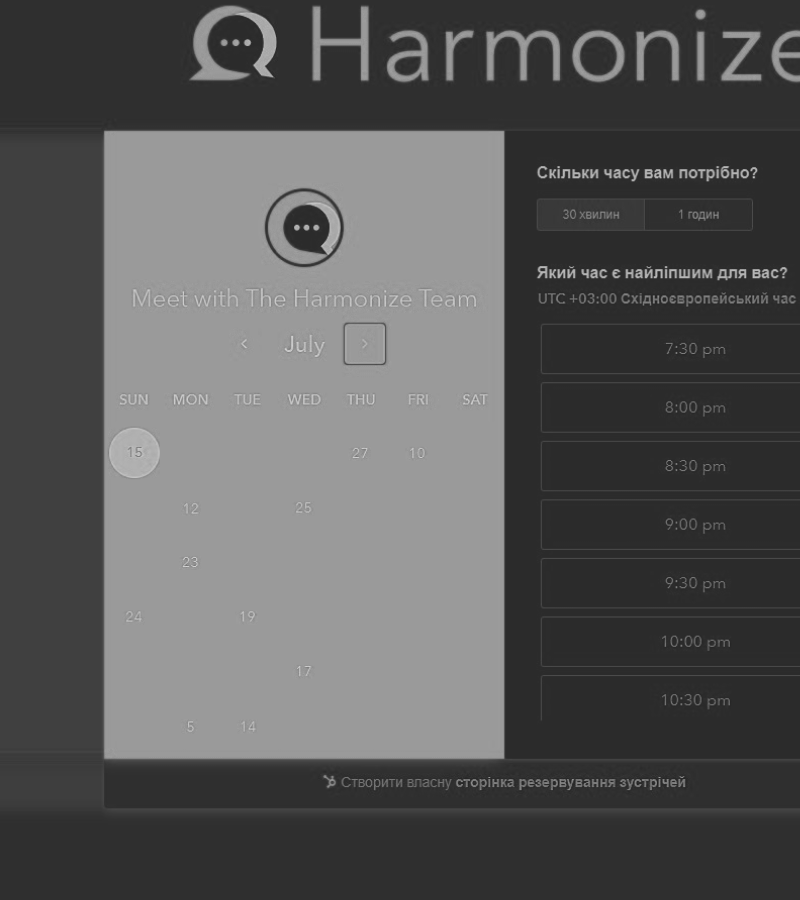 Harmonize
Meet with The Harmonize Team
July
SUN MON TUE WED THU FRI SAT
15 27 10
12 25
23
24 19
17
5 14
Скільки часу вам потрібно?
30 хвилин 1 годин
Який час є найліпшим для вас?
UTC +03:00 Східноєвропейський час
7:30 pm
8:00 pm
8:30 pm
9:00 pm
9:30 pm
10:00 pm
10:30 pm
Створити власну сторінка резервування зустрічей